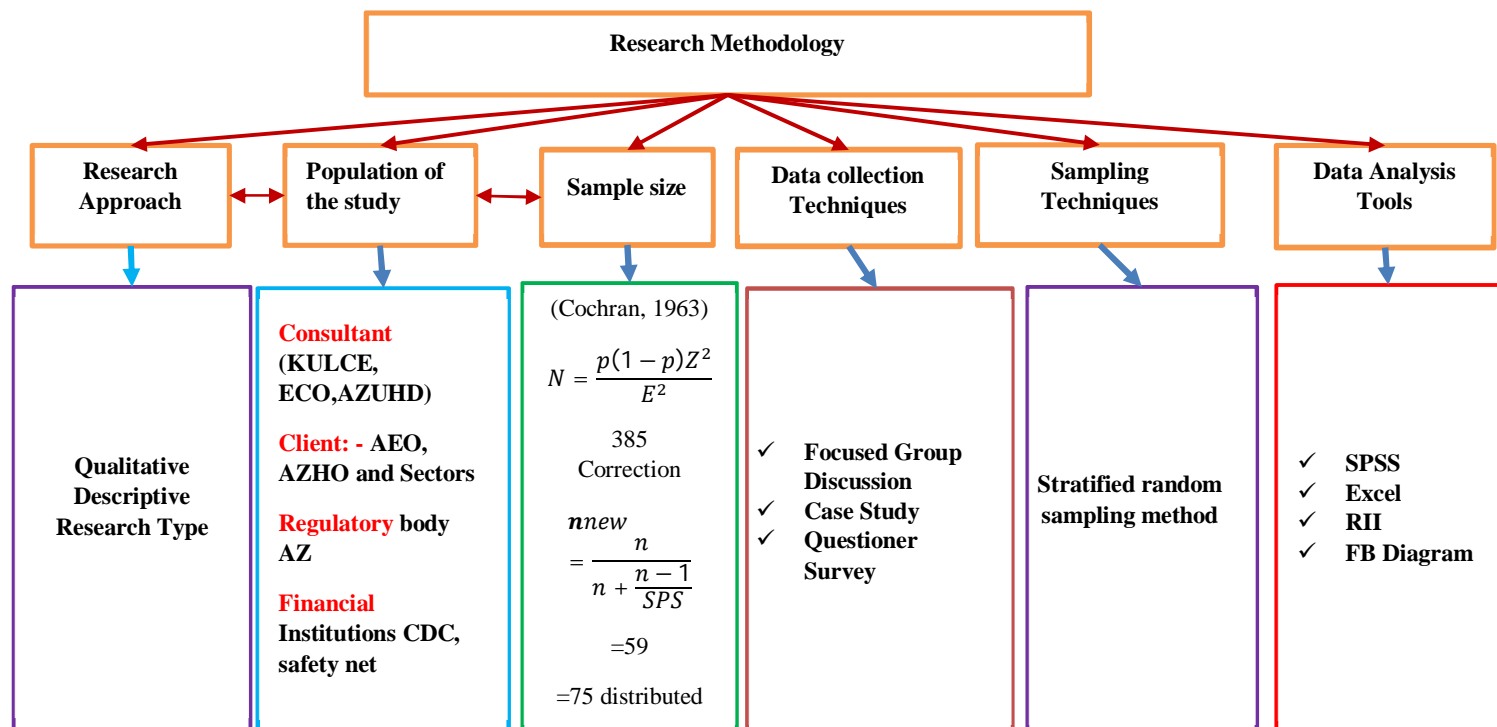 Research Methodology
Research
Approach
Population of
the study
Sample size
Data collection
Techniques
Sampling
Techniques
Data Analysis
Tools
Qualitative
Descriptive
Research Type
Consultant
(KULCE,
ECO,AZUHD)
Client: - AEO,
AZHO and Sectors
Regulatory body
AZ
Financial
Institutions CDC,
safety net
(Cochran, 1963)
N = p(1 − p)Z² / E²
385
Correction
nnew
= n / (n + (n − 1) / SPS)
=59
=75 distributed
✓ Focused Group
Discussion
✓ Case Study
✓ Questioner
Survey
Stratified random
sampling method
✓ SPSS
✓ Excel
✓ RII
✓ FB Diagram